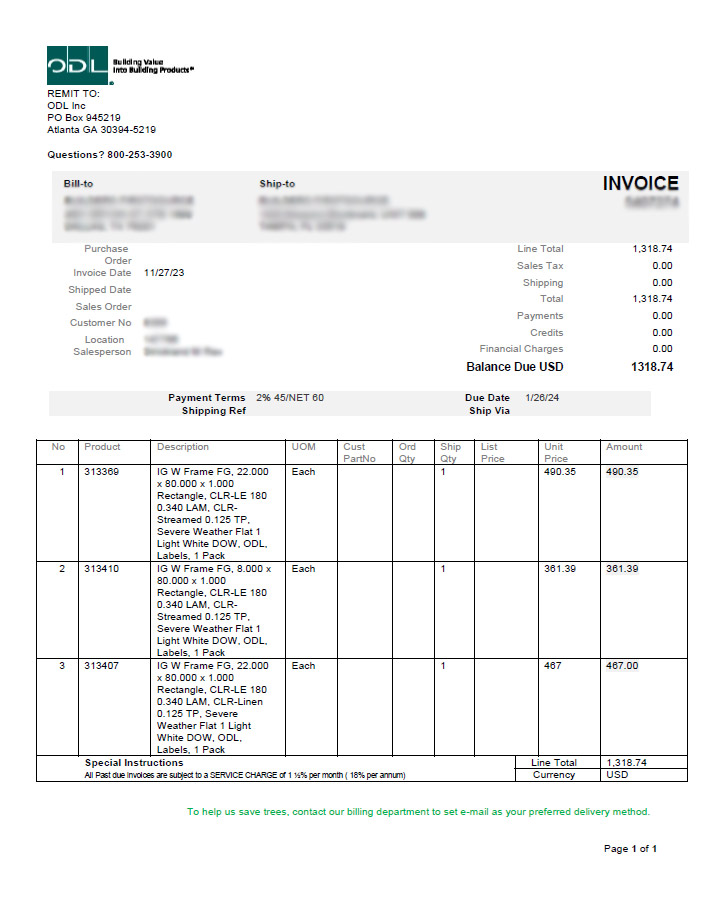 ODL
Building Value
Into Building Products
REMIT TO:
ODL Inc
PO Box 945219
Atlanta GA 30394-5219
Questions? 800-253-3900
Bill-to Ship-to INVOICE
Purchase Order Line Total 1,318.74
Invoice Date 11/27/23 Sales Tax 0.00
Shipped Date Shipping 0.00
Sales Order Total 1,318.74
Customer No Payments 0.00
Location Credits 0.00
Salesperson Financial Charges 0.00
Balance Due USD 1318.74
Payment Terms 2% 45/NET 60 Due Date 1/26/24
Shipping Ref Ship Via
No Product Description UOM Cust PartNo Ord Qty Ship Qty List Price Unit Price Amount
1 313369 IG W Frame FG, 22.000 Each 1 490.35 490.35
x 80.000 x 1.000
Rectangle, CLR-LE 180
0.340 LAM, CLR-
Streamed 0.125 TP,
Severe Weather Flat 1
Light White DOW, ODL,
Labels, 1 Pack
2 313410 IG W Frame FG, 8.000 x Each 1 361.39 361.39
80.000 x 1.000
Rectangle, CLR-LE 180
0.340 LAM, CLR-
Streamed 0.125 TP,
Severe Weather Flat 1
Light White DOW, ODL,
Labels, 1 Pack
3 313407 IG W Frame FG, 22.000 Each 1 467 467.00
x 80.000 x 1.000
Rectangle, CLR-LE 180
0.340 LAM, CLR-Linen
0.125 TP, Severe
Weather Flat 1 Light
White DOW, ODL,
Labels, 1 Pack
Special Instructions Line Total 1,318.74
All Past due invoices are subject to a SERVICE CHARGE of 1 ½% per month ( 18% per annum) Currency USD
To help us save trees, contact our billing department to set e-mail as your preferred delivery method.
Page 1 of 1